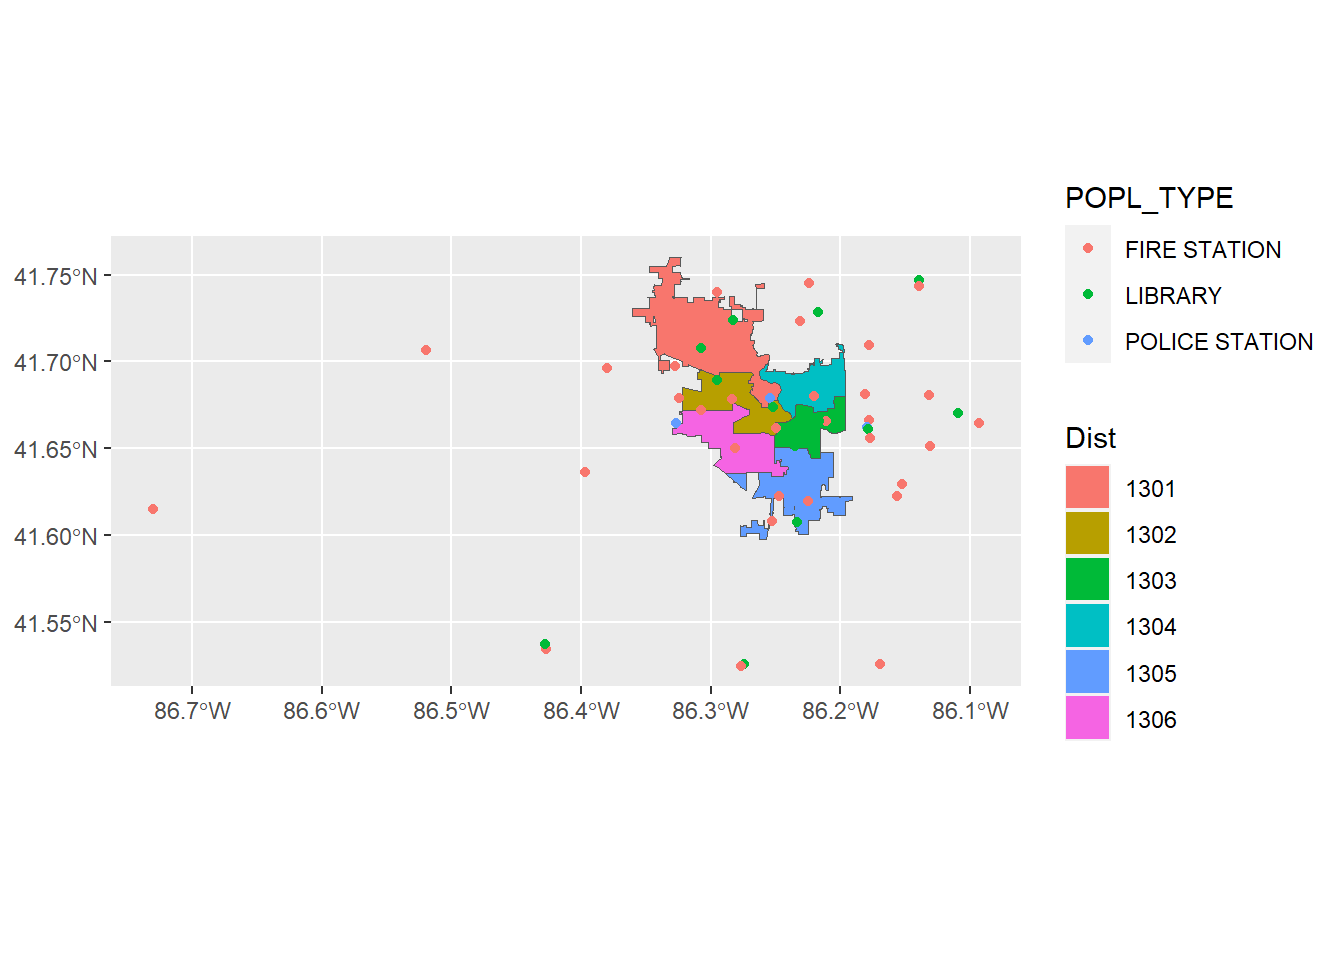 POPL_TYPE
FIRE STATION
LIBRARY
POLICE STATION
Dist
1301
1302
1303
1304
1305
1306
41.75°N
41.70°N
41.65°N
41.60°N
41.55°N
86.7°W 86.6°W 86.5°W 86.4°W 86.3°W 86.2°W 86.1°W